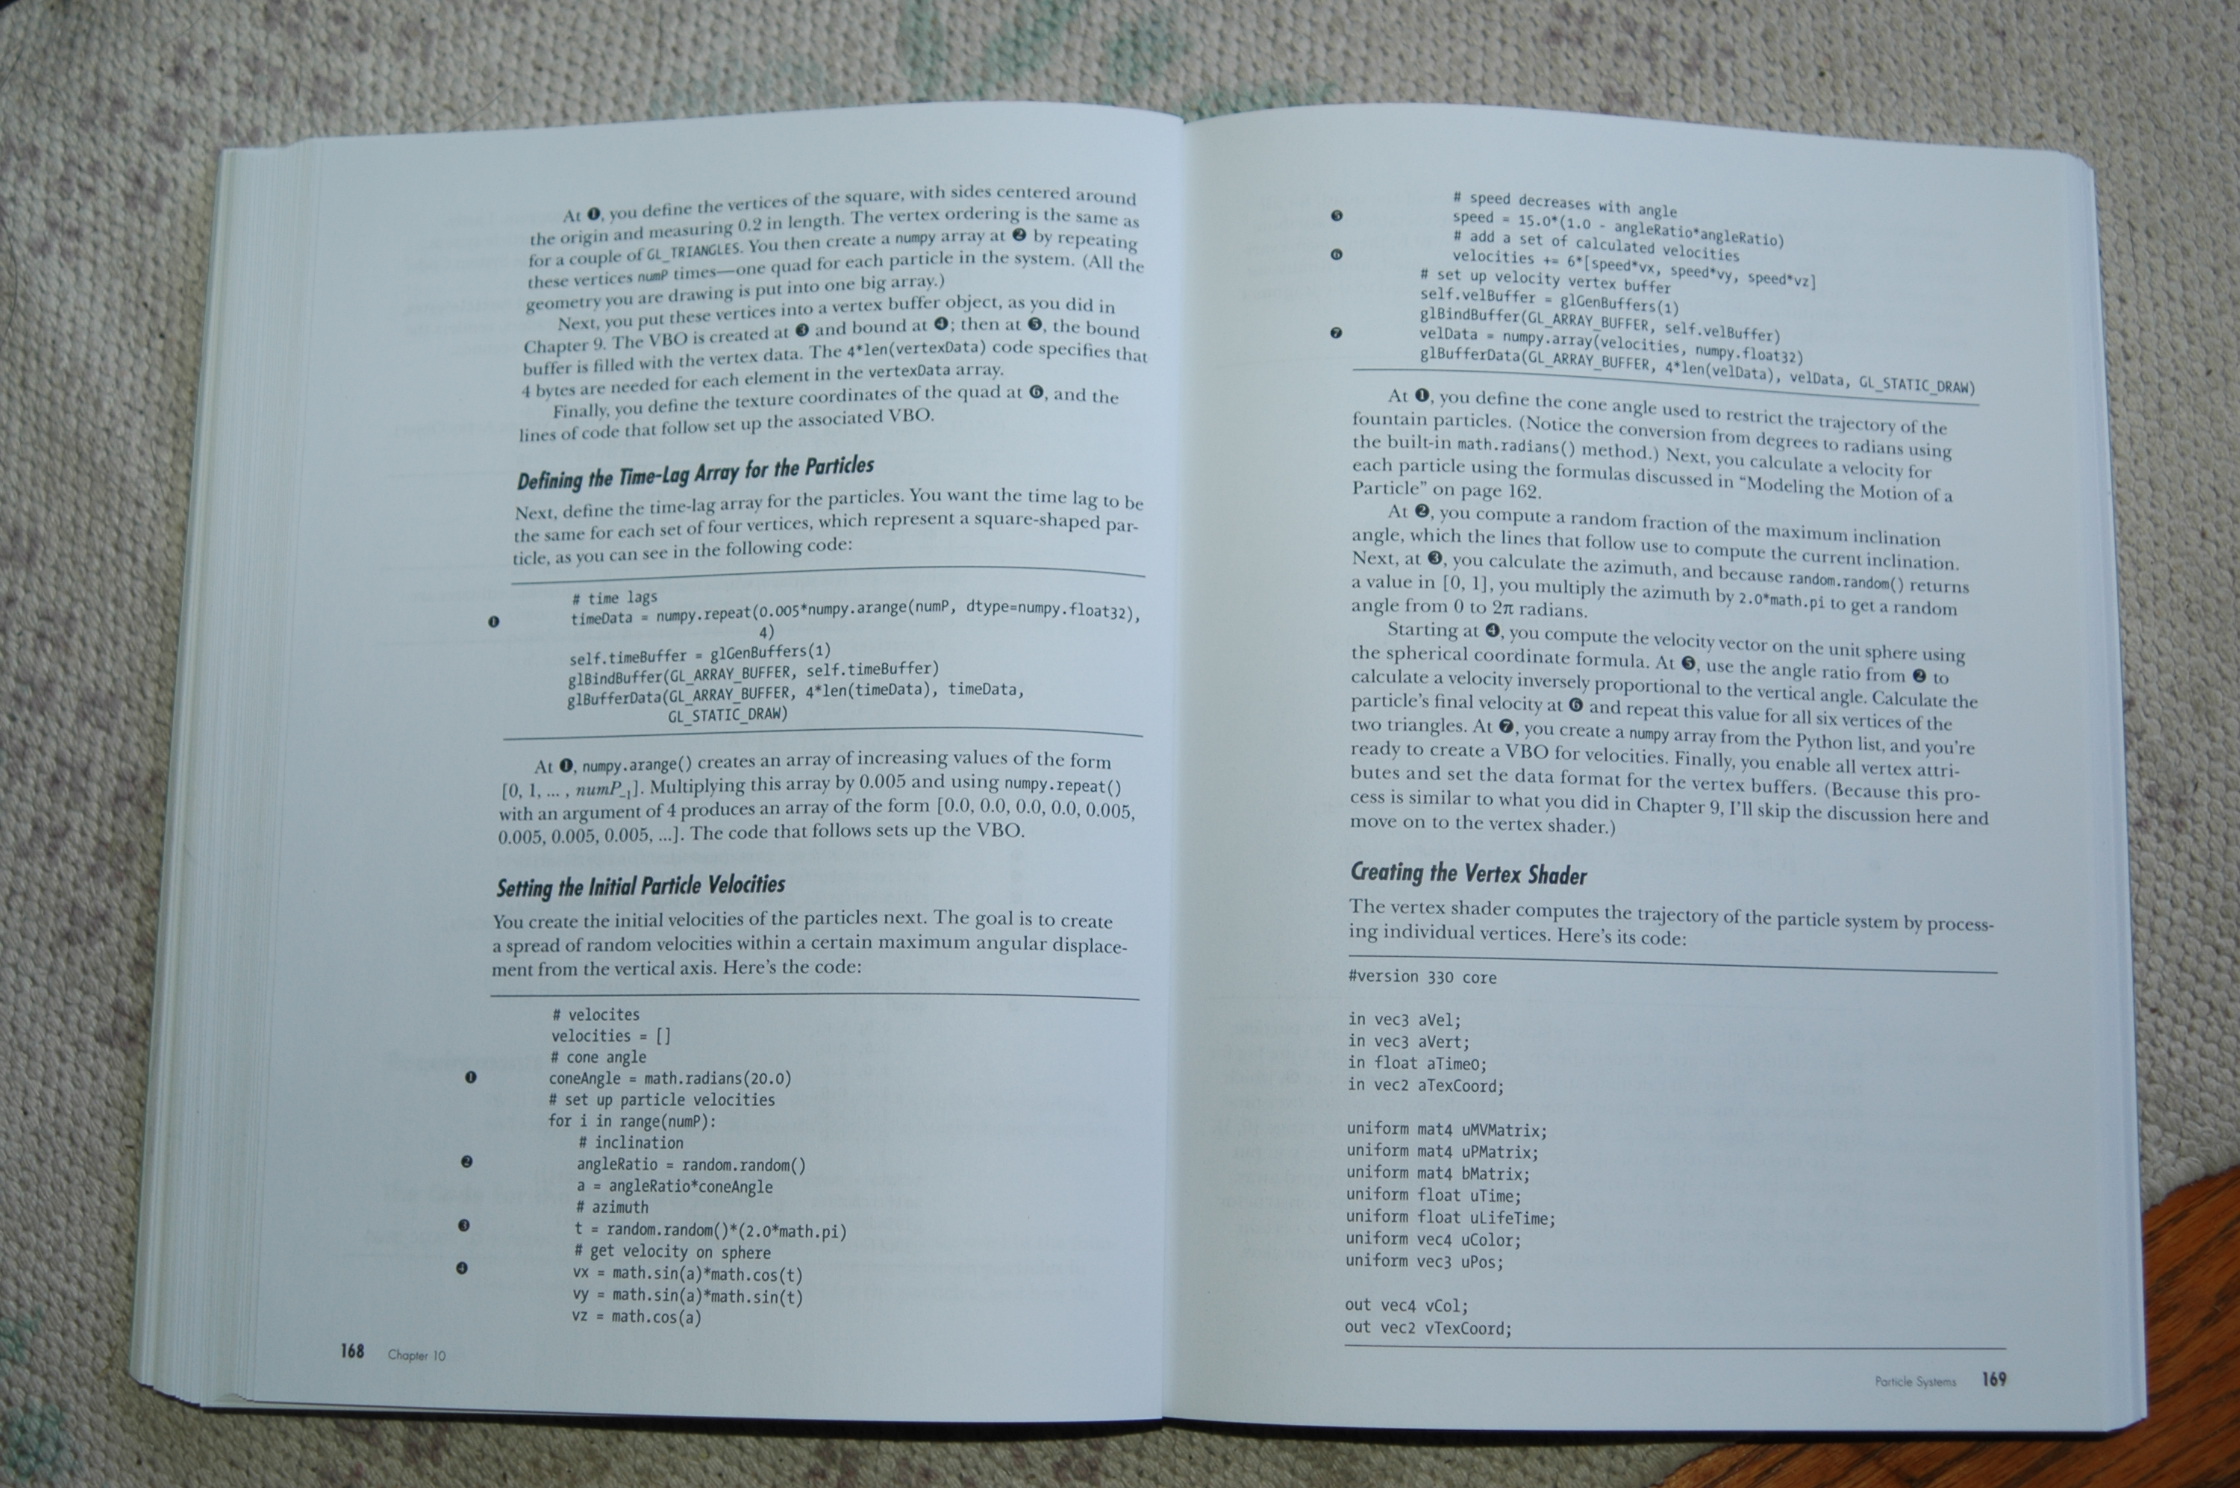 At ❶, you define the vertices of the square, with sides centered around
the origin and measuring 0.2 in length. The vertex ordering is the same as
for a couple of GL_TRIANGLES. You then create a numpy array at ❷ by repeating
these vertices numP times—one quad for each particle in the system. (All the
geometry you are drawing is put into one big array.)
Next, you put these vertices into a vertex buffer object, as you did in
Chapter 9. The VBO is created at ❸ and bound at ❹; then at ❺, the bound
buffer is filled with the vertex data. The 4*len(vertexData) code specifies that
4 bytes are needed for each element in the vertexData array.
Finally, you define the texture coordinates of the quad at ❻, and the
lines of code that follow set up the associated VBO.
Defining the Time-Lag Array for the Particles
Next, define the time-lag array for the particles. You want the time lag to be
the same for each set of four vertices, which represent a square-shaped par-
ticle, as you can see in the following code:
# time lags
❶ timeData = numpy.repeat(0.005*numpy.arange(numP, dtype=numpy.float32),
4)
self.timeBuffer = glGenBuffers(1)
glBindBuffer(GL_ARRAY_BUFFER, self.timeBuffer)
glBufferData(GL_ARRAY_BUFFER, 4*len(timeData), timeData,
GL_STATIC_DRAW)
At ❶, numpy.arange() creates an array of increasing values of the form
[0, 1, ... , numP_-1]. Multiplying this array by 0.005 and using numpy.repeat()
with an argument of 4 produces an array of the form [0.0, 0.0, 0.0, 0.0, 0.005,
0.005, 0.005, 0.005, ...]. The code that follows sets up the VBO.
Setting the Initial Particle Velocities
You create the initial velocities of the particles next. The goal is to create
a spread of random velocities within a certain maximum angular displace-
ment from the vertical axis. Here's the code:
# velocites
velocities = []
# cone angle
❶ coneAngle = math.radians(20.0)
# set up particle velocities
for i in range(numP):
# inclination
❷ angleRatio = random.random()
a = angleRatio*coneAngle
# azimuth
❸ t = random.random()*(2.0*math.pi)
# get velocity on sphere
❹ vx = math.sin(a)*math.cos(t)
vy = math.sin(a)*math.sin(t)
vz = math.cos(a)
168 Chapter 10
# speed decreases with angle
❺ speed = 15.0*(1.0 - angleRatio*angleRatio)
# add a set of calculated velocities
❻ velocities += 6*[speed*vx, speed*vy, speed*vz]
# set up velocity vertex buffer
self.velBuffer = glGenBuffers(1)
glBindBuffer(GL_ARRAY_BUFFER, self.velBuffer)
❼ velData = numpy.array(velocities, numpy.float32)
glBufferData(GL_ARRAY_BUFFER, 4*len(velData), velData, GL_STATIC_DRAW)
At ❶, you define the cone angle used to restrict the trajectory of the
fountain particles. (Notice the conversion from degrees to radians using
the built-in math.radians() method.) Next, you calculate a velocity for
each particle using the formulas discussed in “Modeling the Motion of a
Particle” on page 162.
At ❷, you compute a random fraction of the maximum inclination
angle, which the lines that follow use to compute the current inclination.
Next, at ❸, you calculate the azimuth, and because random.random() returns
a value in [0, 1], you multiply the azimuth by 2.0*math.pi to get a random
angle from 0 to 2π radians.
Starting at ❹, you compute the velocity vector on the unit sphere using
the spherical coordinate formula. At ❺, use the angle ratio from ❷ to
calculate a velocity inversely proportional to the vertical angle. Calculate the
particle's final velocity at ❻ and repeat this value for all six vertices of the
two triangles. At ❼, you create a numpy array from the Python list, and you're
ready to create a VBO for velocities. Finally, you enable all vertex attri-
butes and set the data format for the vertex buffers. (Because this pro-
cess is similar to what you did in Chapter 9, I'll skip the discussion here and
move on to the vertex shader.)
Creating the Vertex Shader
The vertex shader computes the trajectory of the particle system by process-
ing individual vertices. Here's its code:
#version 330 core
in vec3 aVel;
in vec3 aVert;
in float aTime0;
in vec2 aTexCoord;
uniform mat4 uMVMatrix;
uniform mat4 uPMatrix;
uniform mat4 bMatrix;
uniform float uTime;
uniform float uLifeTime;
uniform vec4 uColor;
uniform vec3 uPos;
out vec4 vCol;
out vec2 vTexCoord;
Particle Systems 169